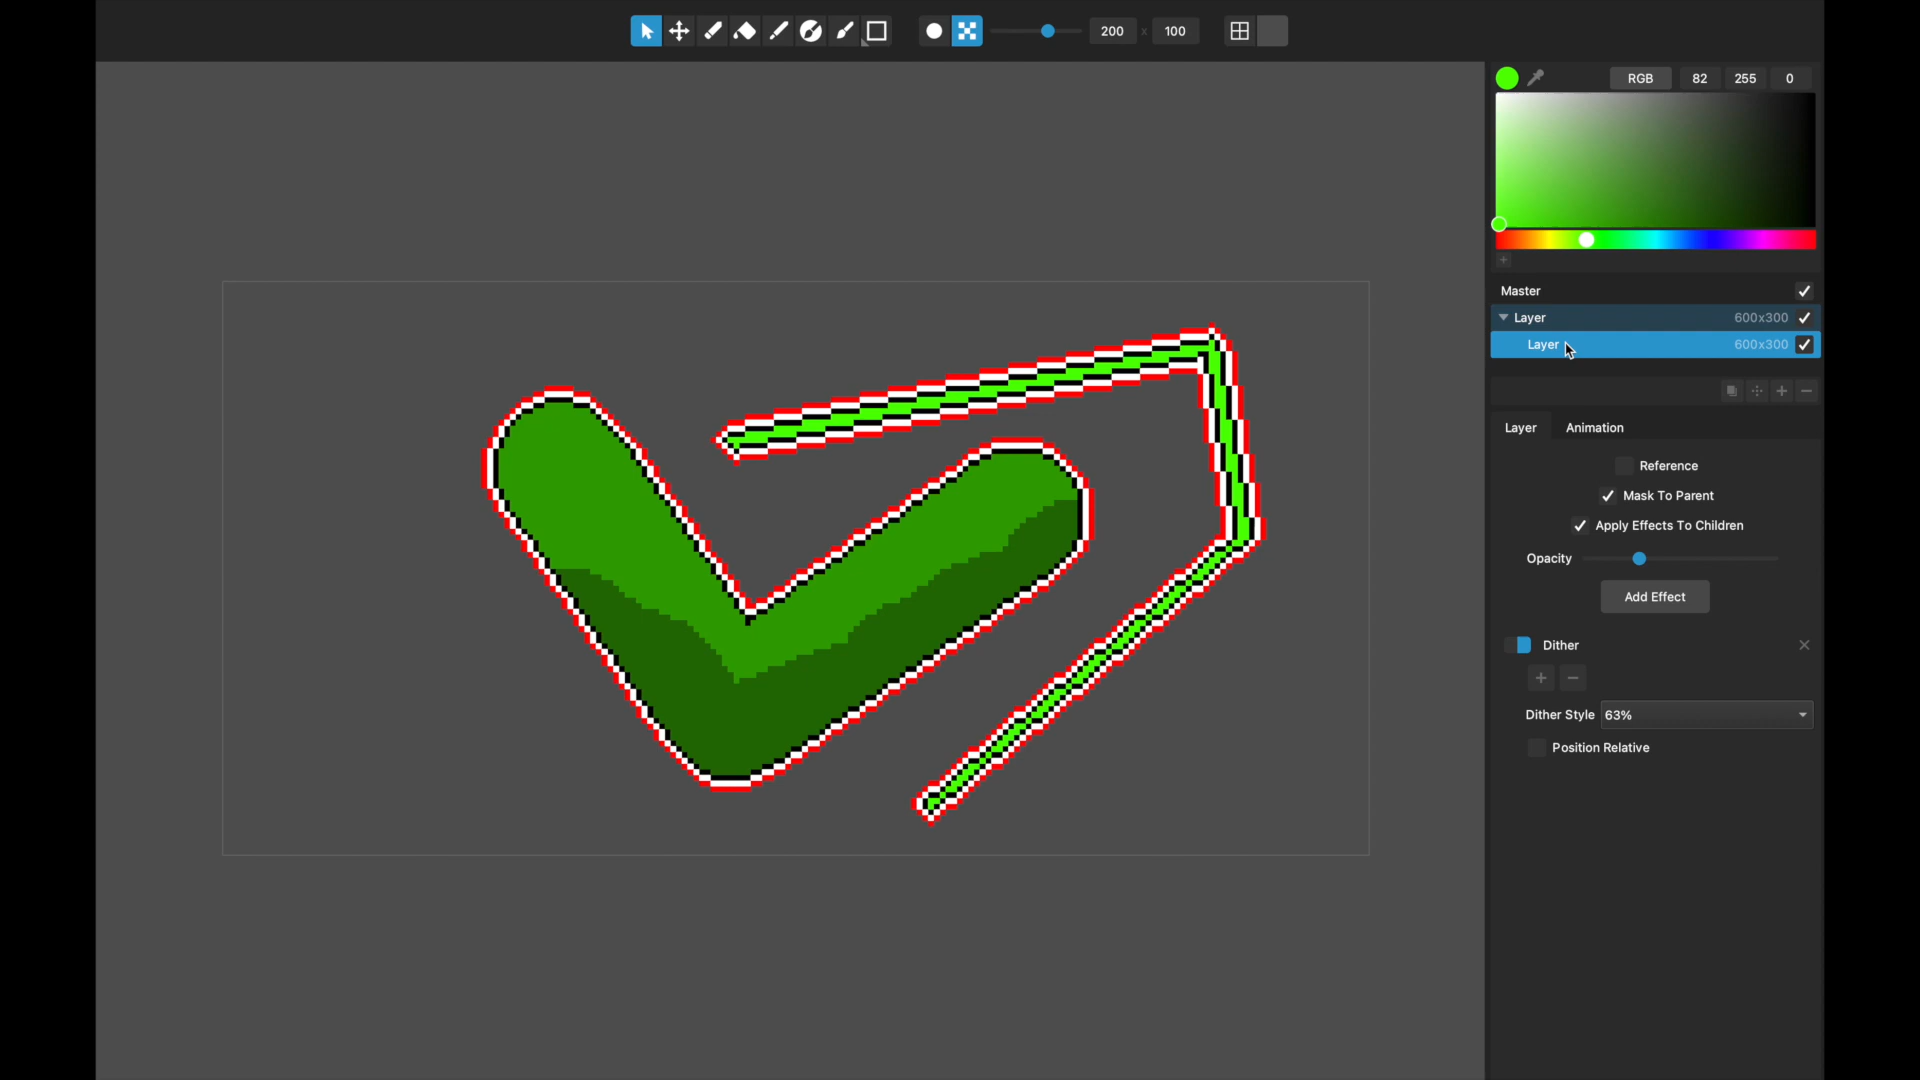 200 x 100
RGB 82 255 0
Master
Layer 600x300
Layer 600x300
Layer Animation
Reference
Mask To Parent
Apply Effects To Children
Opacity
Add Effect
Dither
Dither Style 63%
Position Relative